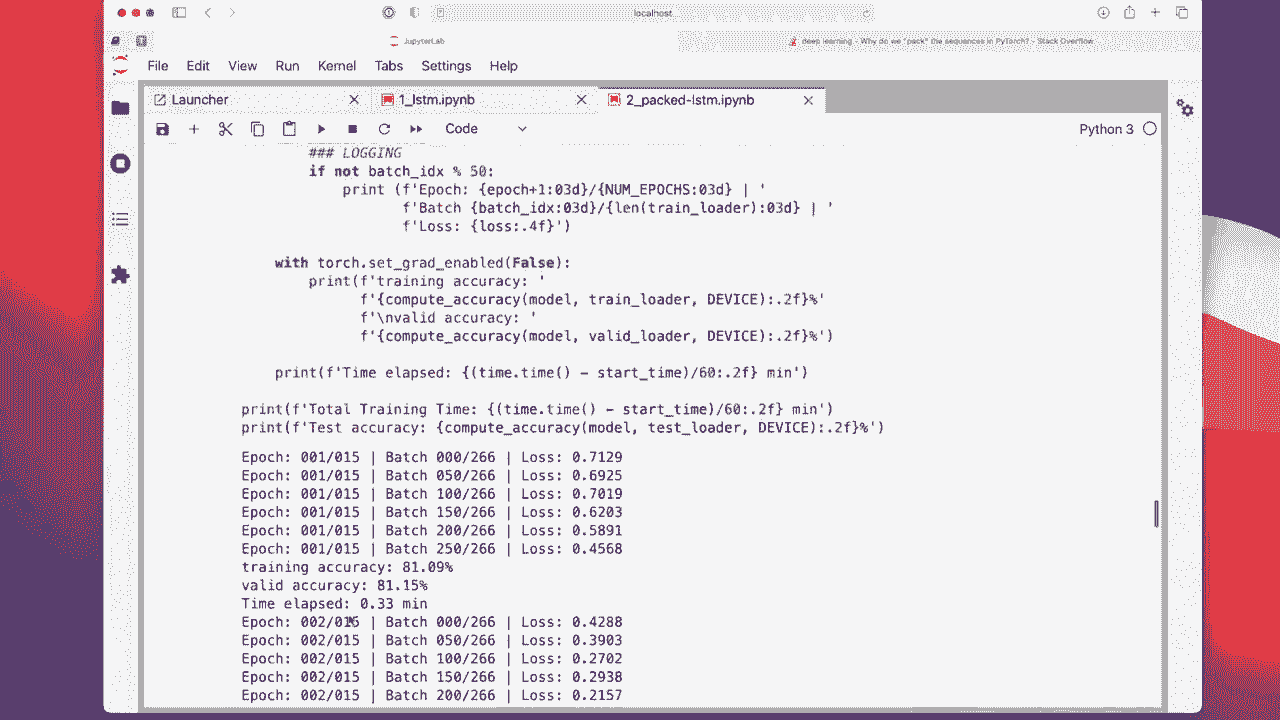 localhost
JupyterLab
deep learning - Why do we "pack" the sequences in PyTorch? - Stack Overflow
File Edit View Run Kernel Tabs Settings Help
Launcher 1_lstm.ipynb 2_packed-lstm.ipynb
Code Python 3
### LOGGING
if not batch_idx % 50:
print (f'Epoch: {epoch+1:03d}/{NUM_EPOCHS:03d} | '
f'Batch {batch_idx:03d}/{len(train_loader):03d} | '
f'Loss: {loss:.4f}')
with torch.set_grad_enabled(False):
print(f'training accuracy: '
f'{compute_accuracy(model, train_loader, DEVICE):.2f}%'
f'\nvalid accuracy: '
f'{compute_accuracy(model, valid_loader, DEVICE):.2f}%')
print(f'Time elapsed: {(time.time() - start_time)/60:.2f} min')
print(f'Total Training Time: {(time.time() - start_time)/60:.2f} min')
print(f'Test accuracy: {compute_accuracy(model, test_loader, DEVICE):.2f}%')
Epoch: 001/015 | Batch 000/266 | Loss: 0.7129
Epoch: 001/015 | Batch 050/266 | Loss: 0.6925
Epoch: 001/015 | Batch 100/266 | Loss: 0.7019
Epoch: 001/015 | Batch 150/266 | Loss: 0.6203
Epoch: 001/015 | Batch 200/266 | Loss: 0.5891
Epoch: 001/015 | Batch 250/266 | Loss: 0.4568
training accuracy: 81.09%
valid accuracy: 81.15%
Time elapsed: 0.33 min
Epoch: 002/015 | Batch 000/266 | Loss: 0.4288
Epoch: 002/015 | Batch 050/266 | Loss: 0.3903
Epoch: 002/015 | Batch 100/266 | Loss: 0.2702
Epoch: 002/015 | Batch 150/266 | Loss: 0.2938
Epoch: 002/015 | Batch 200/266 | Loss: 0.2157